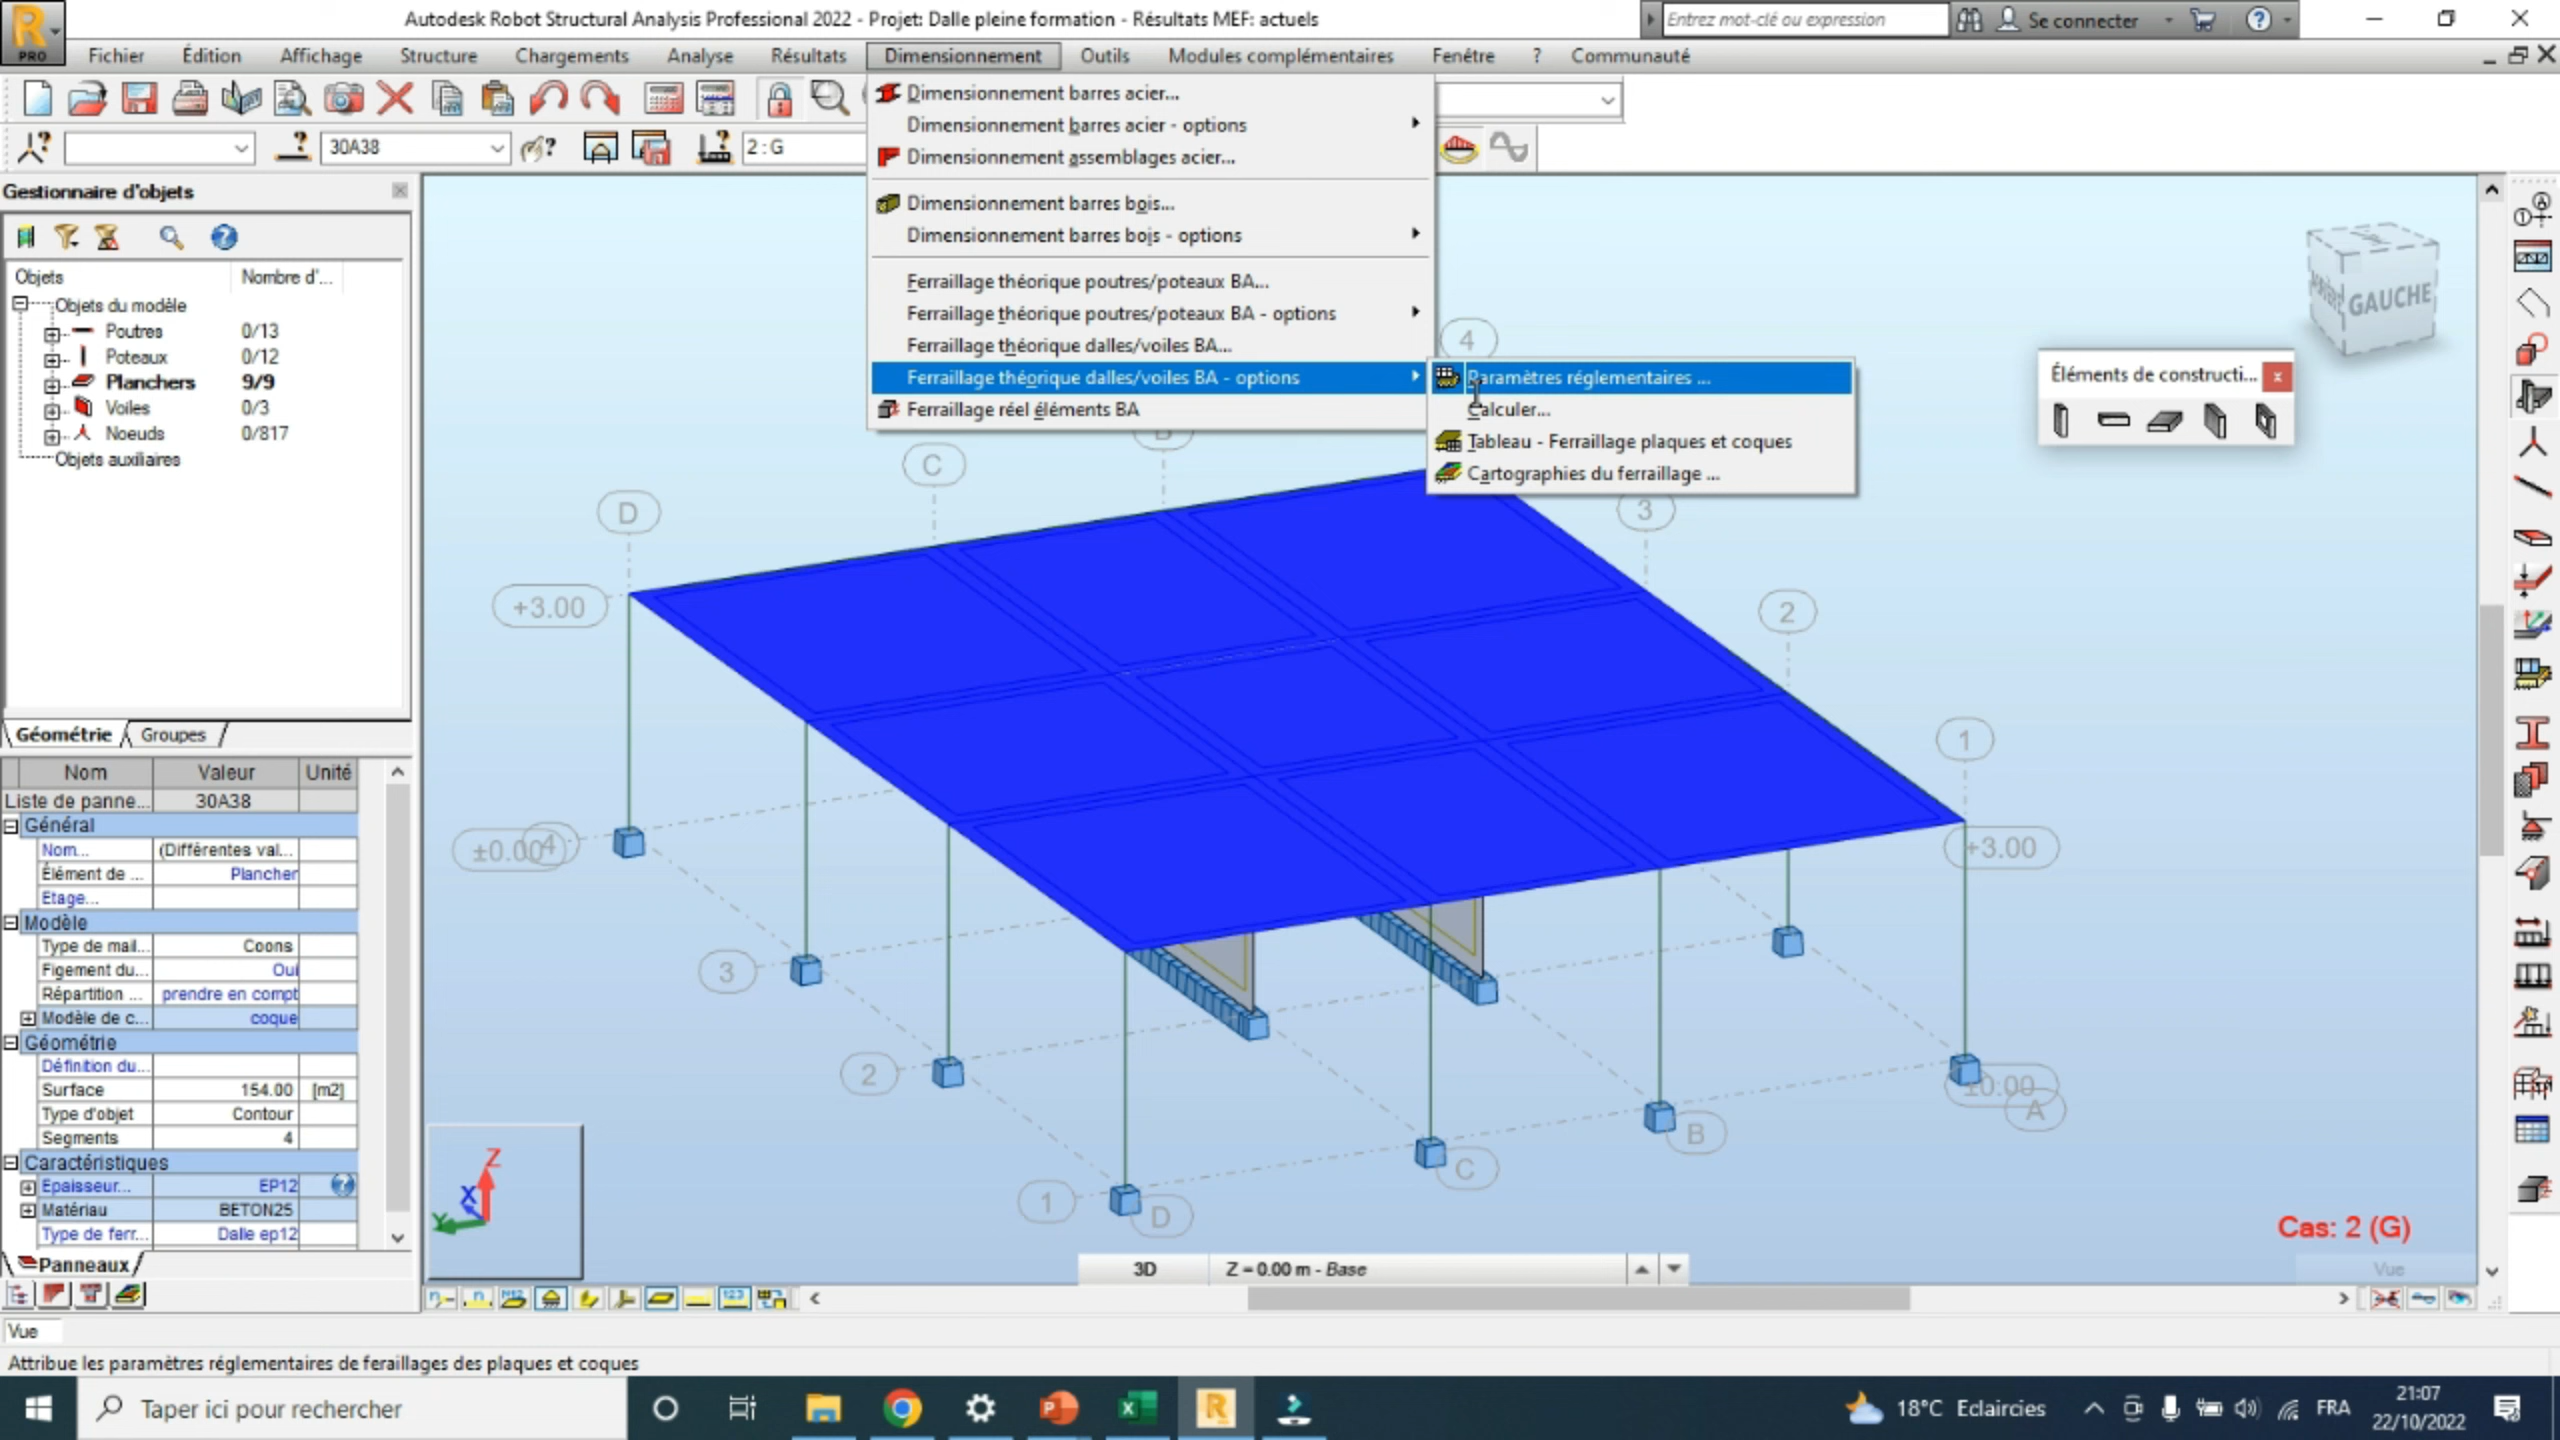 Autodesk Robot Structural Analysis Professional 2022 - Projet: Dalle pleine formation - Résultats MEF: actuels
Entrez mot-clé ou expression
Se connecter
PRO
Fichier Édition Affichage Structure Chargements Analyse Résultats Dimensionnement Outils Modules complémentaires Fenêtre ? Communauté
30A38
2 : G
Dimensionnement barres acier...
Dimensionnement barres acier - options
Dimensionnement assemblages acier...
Dimensionnement barres bois...
Dimensionnement barres bois - options
Ferraillage théorique poutres/poteaux BA...
Ferraillage théorique poutres/poteaux BA - options
Ferraillage théorique dalles/voiles BA...
Ferraillage théorique dalles/voiles BA - options
Ferraillage réel éléments BA
Paramètres réglementaires ...
Calculer...
Tableau - Ferraillage plaques et coques
Cartographies du ferraillage ...
Gestionnaire d'objets
Objets Nombre d'...
Objets du modèle
Poutres 0/13
Poteaux 0/12
Planchers 9/9
Voiles 0/3
Noeuds 0/817
Objets auxiliaires
Géométrie Groupes
Nom Valeur Unité
Liste de panne... 30A38
Général
Nom... (Différentes val...
Élément de ... Plancher
Etage...
Modèle
Type de mail... Coons
Figement du... Oui
Répartition ... prendre en compt
Modèle de c... coque
Géométrie
Définition du...
Surface 154.00 [m2]
Type d'objet Contour
Segments 4
Caractéristiques
Epaisseur... EP12
Matériau BETON25
Type de ferr... Dalle ep12
Panneaux
GAUCHE
Éléments de constructi...
4
C
D
3
+3.00
2
1
±0.00
4
+3.00
3
2
±0.00
A
B
C
1
D
Z
X
Y
Cas: 2 (G)
3D
Z = 0.00 m - Base
Vue
Vue
Attribue les paramètres réglementaires de feraillages des plaques et coques
Taper ici pour rechercher
18°C Eclaircies
FRA
21:07
22/10/2022